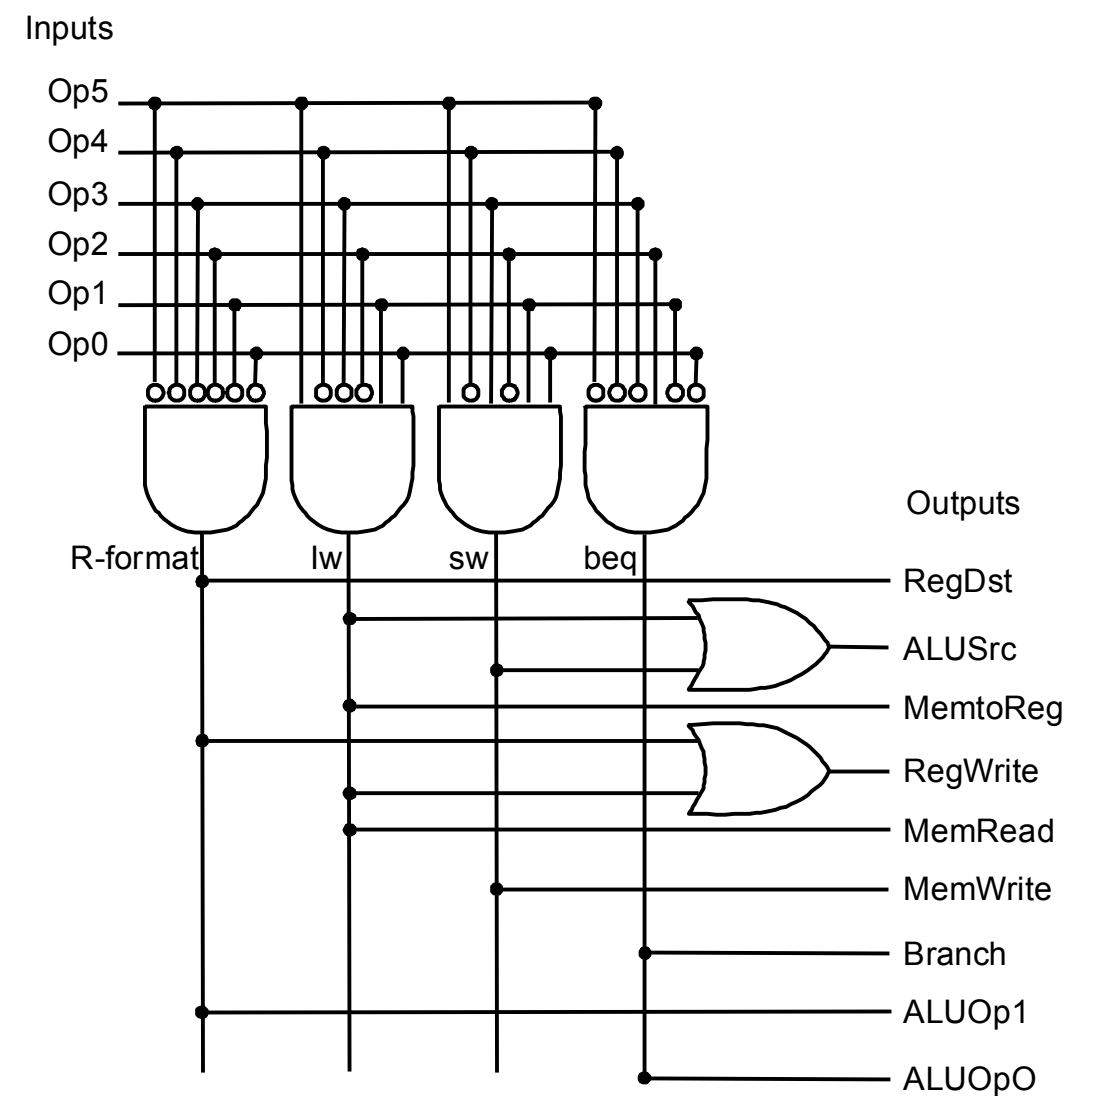 Inputs
Op5
Op4
Op3
Op2
Op1
Op0
Outputs
R-format
lw
sw
beq
RegDst
ALUSrc
MemtoReg
RegWrite
MemRead
MemWrite
Branch
ALUOp1
ALUOpO